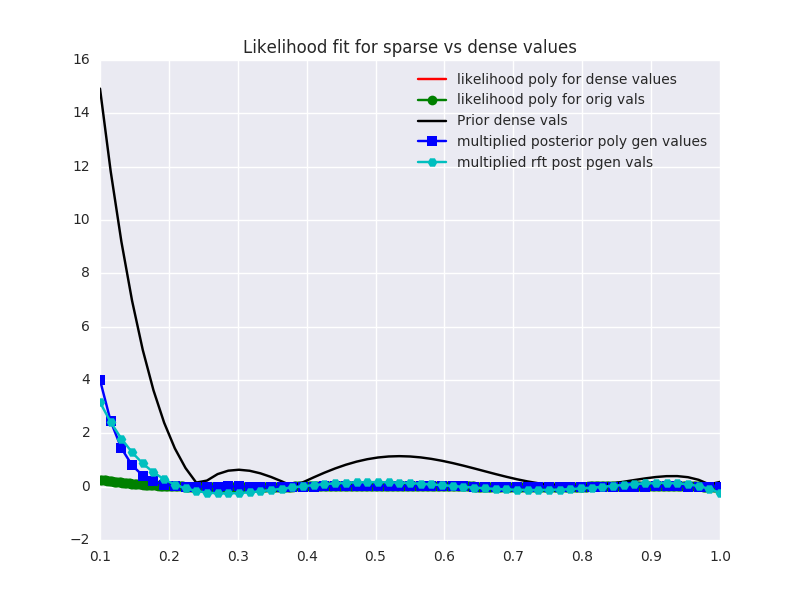 Likelihood fit for sparse vs dense values
16
14
12
10
8
6
4
2
0
−2
likelihood poly for dense values
likelihood poly for orig vals
Prior dense vals
multiplied posterior poly gen values
multiplied rft post pgen vals
0.1 0.2 0.3 0.4 0.5 0.6 0.7 0.8 0.9 1.0